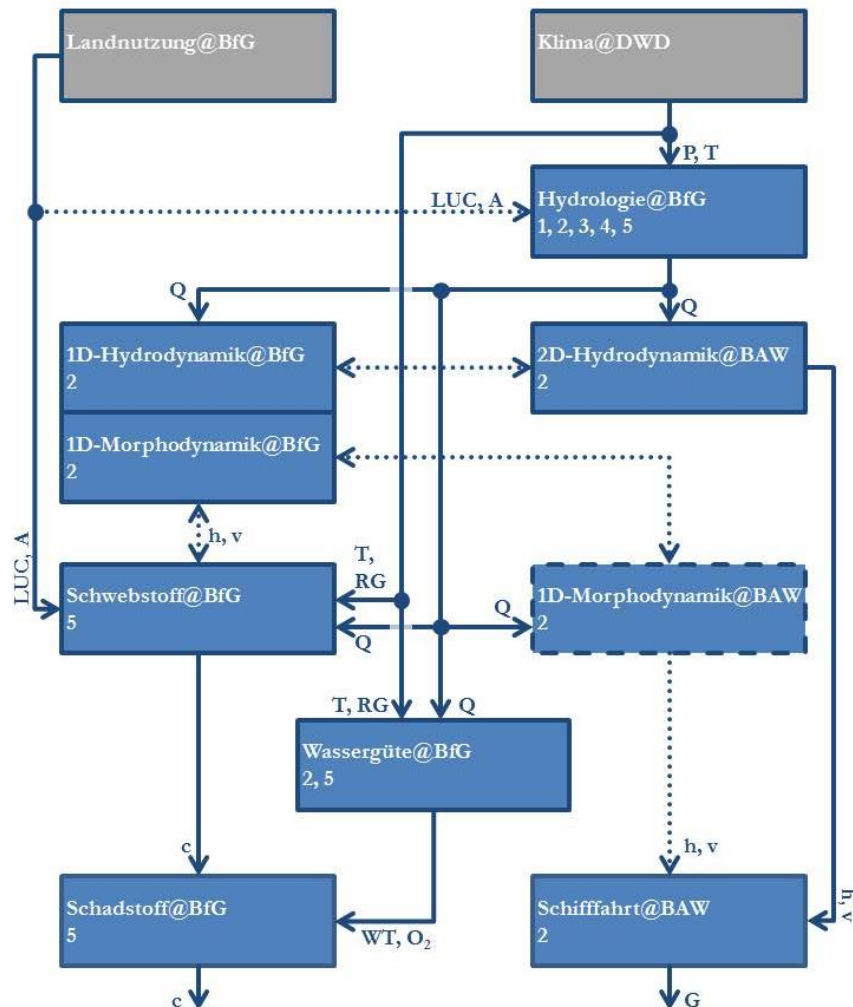 Landnutzung@BfG
Klima@DWD
P, T
LUC, A
Hydrologie@BfG
1, 2, 3, 4, 5
Q
Q
1D-Hydrodynamik@BfG
2
2D-Hydrodynamik@BAW
2
1D-Morphodynamik@BfG
2
h, v
LUC, A
T,
RG
Schwebstoff@BfG
5
Q
Q
1D-Morphodynamik@BAW
2
T, RG
Q
Wassergüte@BfG
2, 5
c
h, v
Schadstoff@BfG
5
WT, O₂
Schifffahrt@BAW
2
h, v
c
G